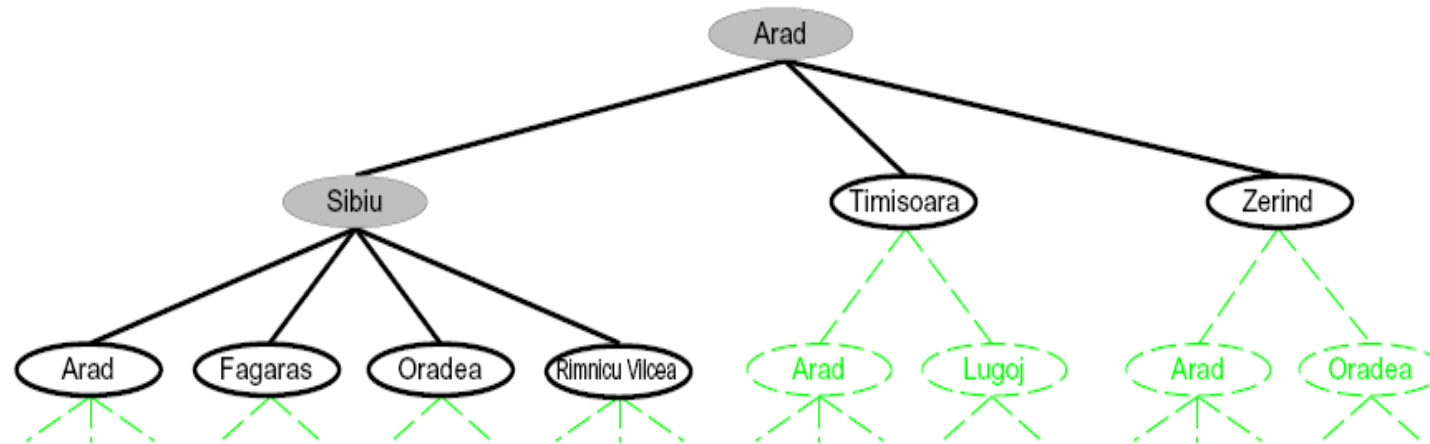 Arad
Sibiu
Timisoara
Zerind
Arad
Fagaras
Oradea
Rimnicu Vilcea
Arad
Lugoj
Arad
Oradea